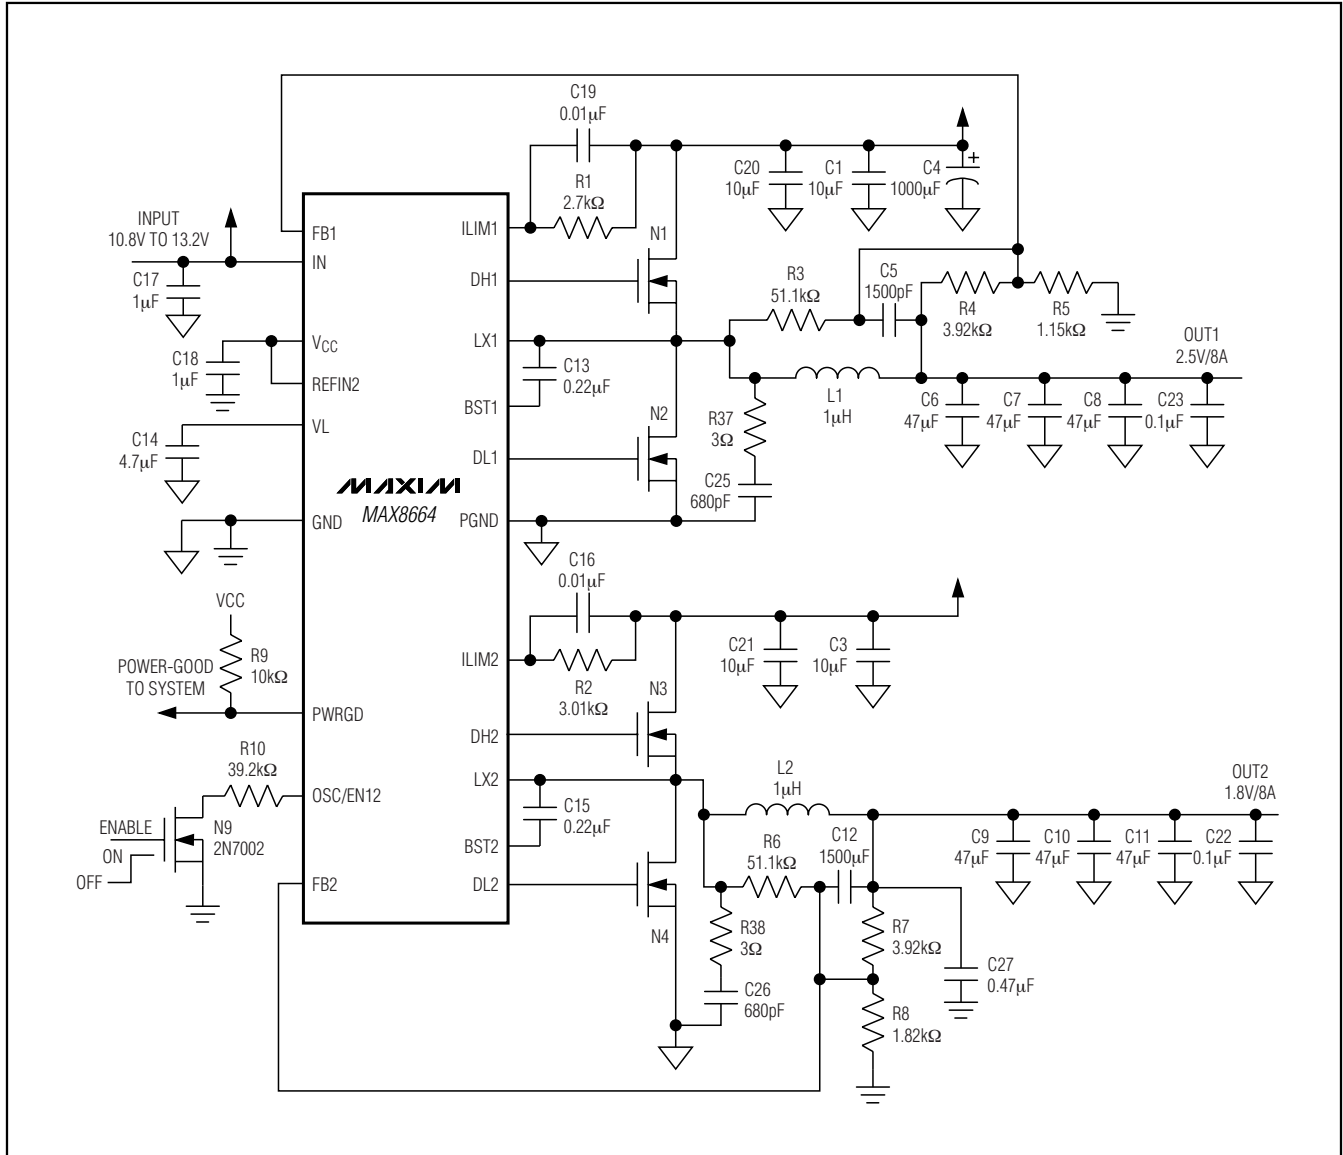 C19
0.01µF
R1
2.7kΩ
C20
10µF
C1
10µF
C4
1000µF
+
INPUT
10.8V TO 13.2V
C17
1µF
FB1
IN
ILIM1
N1
DH1
R3
51.1kΩ
C5
1500pF
R4
3.92kΩ
R5
1.15kΩ
OUT1
2.5V/8A
C18
1µF
VCC
REFIN2
LX1
C13
0.22µF
BST1
L1
1µH
C6
47µF
C7
47µF
C8
47µF
C23
0.1µF
VL
C14
4.7µF
N2
DL1
R37
3Ω
C25
680pF
MAXIM
MAX8664
GND
PGND
C16
0.01µF
VCC
R9
10kΩ
POWER-GOOD
TO SYSTEM
PWRGD
ILIM2
R2
3.01kΩ
C21
10µF
C3
10µF
N3
DH2
R10
39.2kΩ
OSC/EN12
LX2
C15
0.22µF
BST2
L2
1µH
OUT2
1.8V/8A
ENABLE
ON
OFF
N9
2N7002
R6
51.1kΩ
C12
1500µF
C9
47µF
C10
47µF
C11
47µF
C22
0.1µF
FB2
DL2
N4
R38
3Ω
C26
680pF
R7
3.92kΩ
C27
0.47µF
R8
1.82kΩ